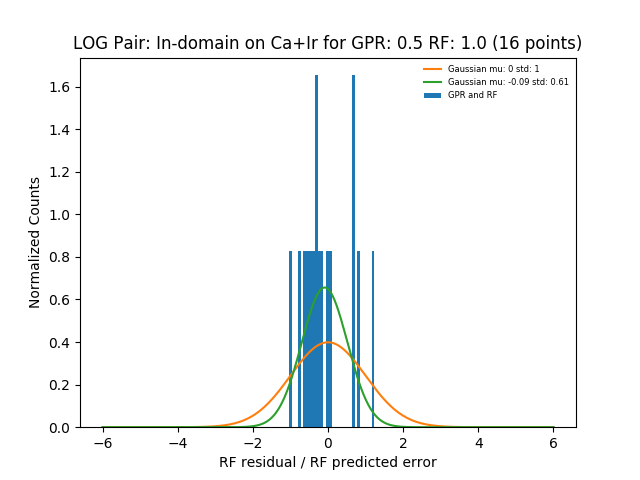 LOG Pair: In-domain on Ca+Ir for GPR: 0.5 RF: 1.0 (16 points)
Gaussian mu: 0 std: 1
Gaussian mu: -0.09 std: 0.61
GPR and RF
Normalized Counts
1.6
1.4
1.2
1.0
0.8
0.6
0.4
0.2
0.0
−6 −4 −2 0 2 4 6
RF residual / RF predicted error